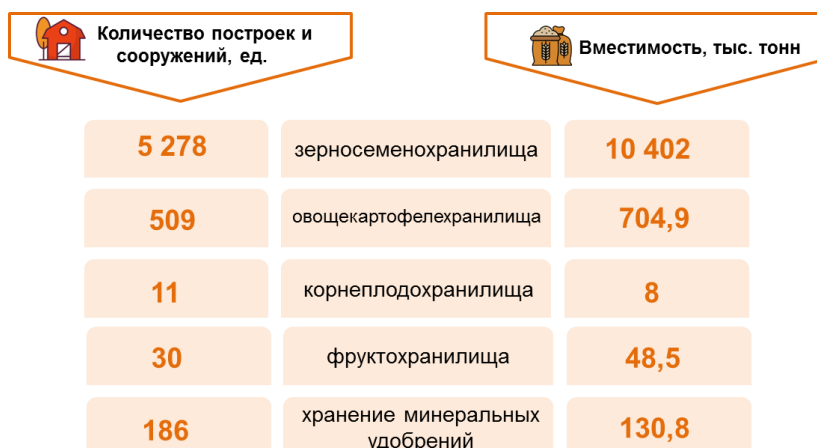 Количество построек и
сооружений, ед.
Вместимость, тыс. тонн
5 278
зерносеменохранилища
10 402
509
овощекартофелехранилища
704,9
11
корнеплодохранилища
8
30
фруктохранилища
48,5
186
хранение минеральных
удобрений
130,8